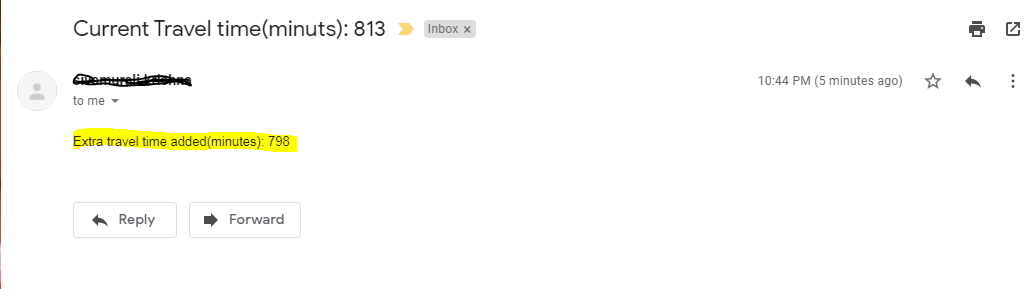 Current Travel time(minuts): 813 Inbox ×
10:44 PM (5 minutes ago)
to me
Extra travel time added(minutes): 798
Reply Forward